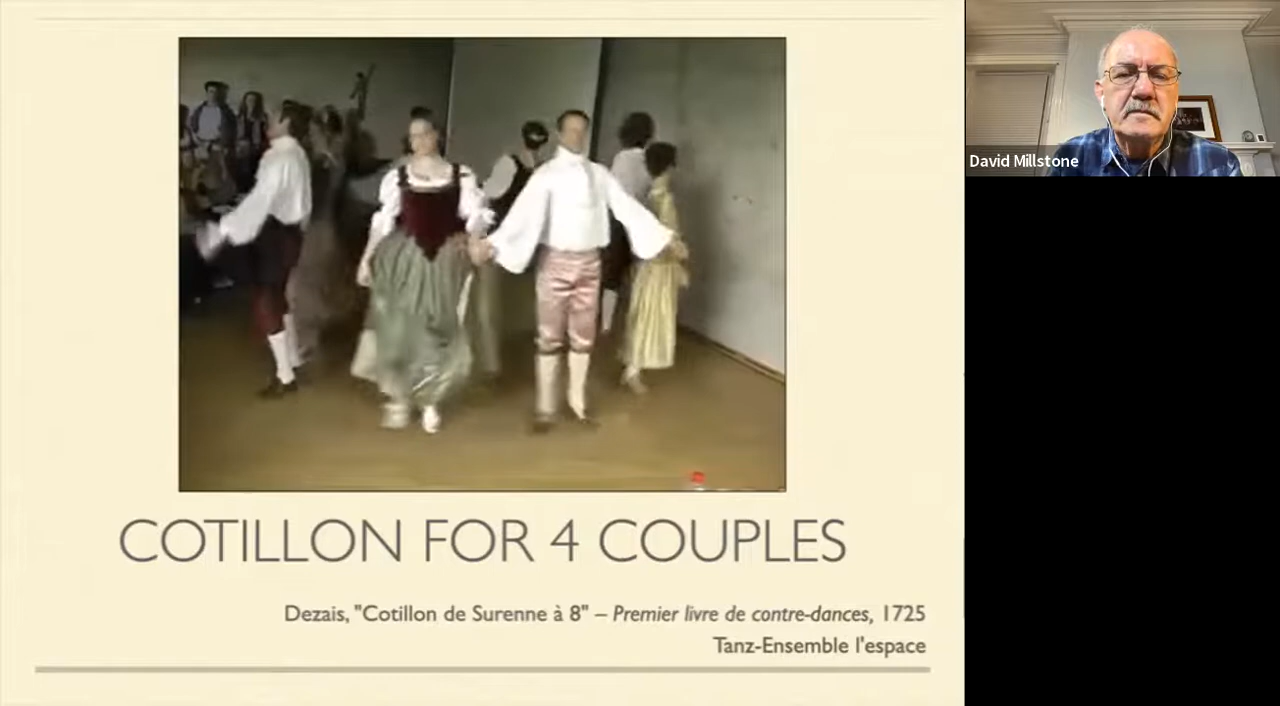 COTILLON FOR 4 COUPLES
Dezais, "Cotillon de Surenne à 8" – Premier livre de contre-dances, 1725
Tanz-Ensemble l'espace
David Millstone